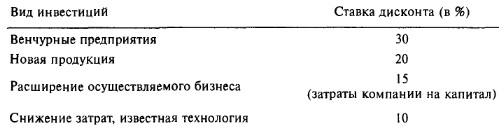 Вид инвестиций Ставка дисконта (в %)
Венчурные предприятия 30
Новая продукция 20
Расширение осуществляемого бизнеса 15
(затраты компании на капитал)
Снижение затрат, известная технология 10